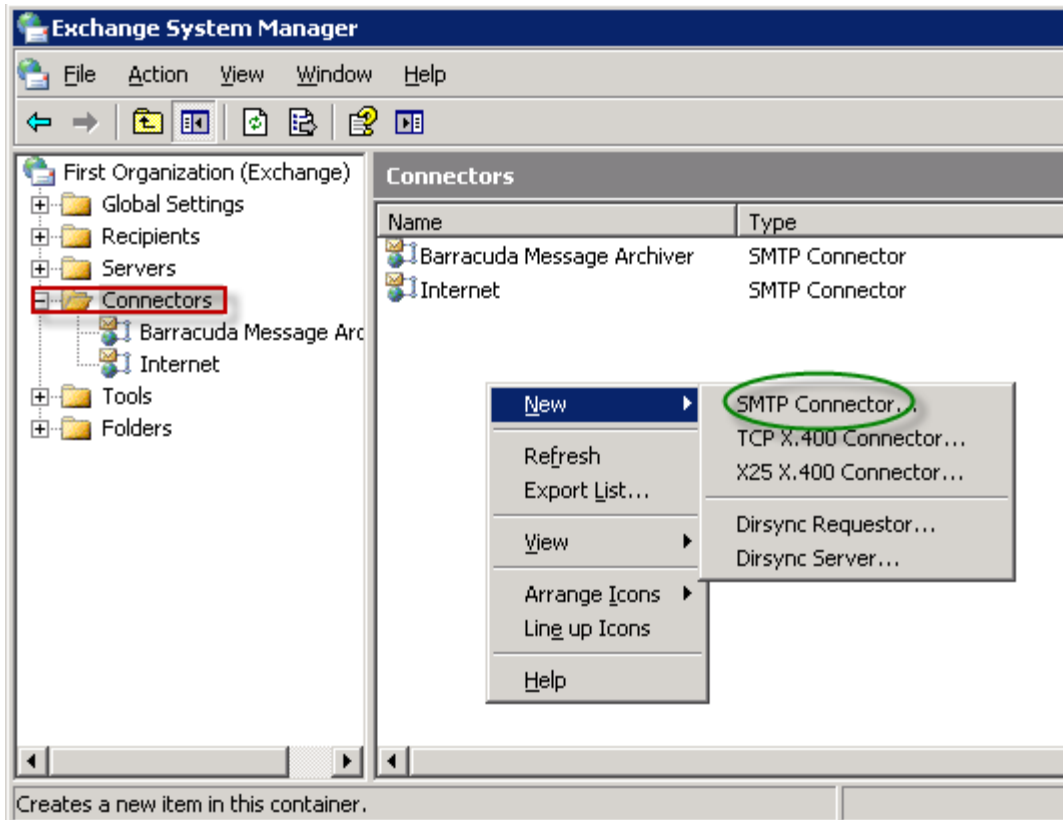 Exchange System Manager
File Action View Window Help
First Organization (Exchange)
Global Settings
Recipients
Servers
Connectors
Barracuda Message Arc
Internet
Tools
Folders
Connectors
Name Type
Barracuda Message Archiver SMTP Connector
Internet SMTP Connector
New
Refresh
Export List...
View
Arrange Icons
Line up Icons
Help
SMTP Connector...
TCP X.400 Connector...
X25 X.400 Connector...
Dirsync Requestor...
Dirsync Server...
Creates a new item in this container.